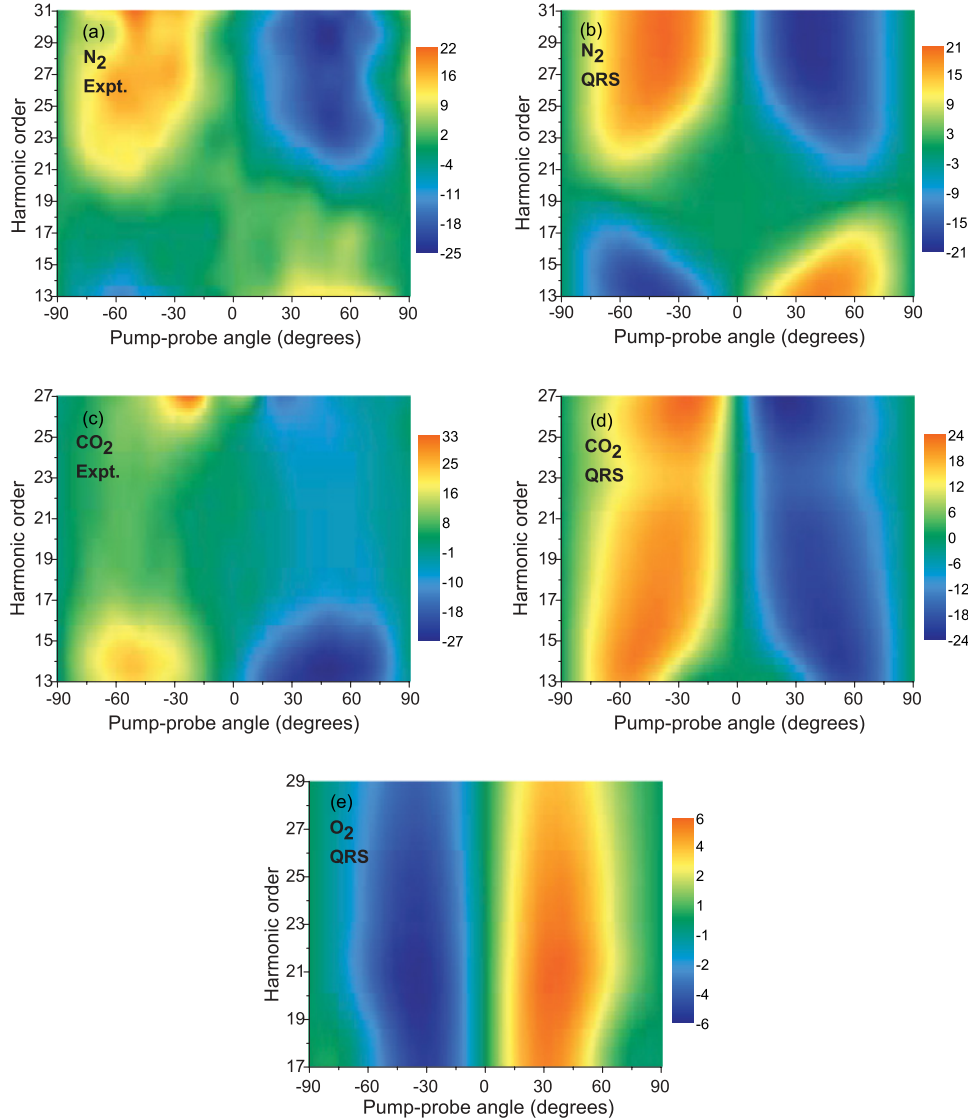 (a)
N2
Expt.
Harmonic order
31
29
27
25
23
21
19
17
15
13
-90 -60 -30 0 30 60 90
Pump-probe angle (degrees)
22
16
9
2
-4
-11
-18
-25
(b)
N2
QRS
Harmonic order
31
29
27
25
23
21
19
17
15
13
-90 -60 -30 0 30 60 90
Pump-probe angle (degrees)
21
15
9
3
-3
-9
-15
-21
(c)
CO2
Expt.
Harmonic order
27
25
23
21
19
17
15
13
-90 -60 -30 0 30 60 90
Pump-probe angle (degrees)
33
25
16
8
-1
-10
-18
-27
(d)
CO2
QRS
Harmonic order
27
25
23
21
19
17
15
13
-90 -60 -30 0 30 60 90
Pump-probe angle (degrees)
24
18
12
6
0
-6
-12
-18
-24
(e)
O2
QRS
Harmonic order
29
27
25
23
21
19
17
-90 -60 -30 0 30 60 90
Pump-probe angle (degrees)
6
4
2
1
-1
-2
-4
-6